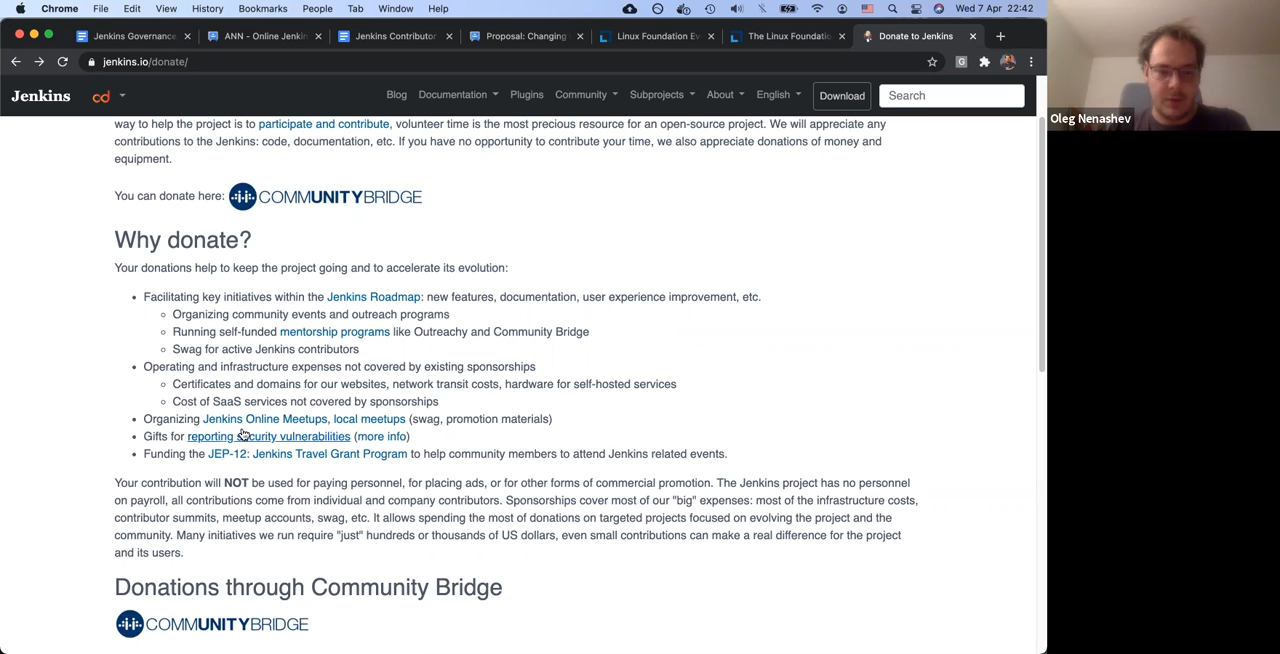 Chrome File Edit View History Bookmarks People Tab Window Help Wed 7 Apr 22:42
Jenkins Governance ANN - Online Jenkin Jenkins Contributor Proposal: Changing Linux Foundation Ev The Linux Foundatio Donate to Jenkins
jenkins.io/donate/
Jenkins cd Blog Documentation Plugins Community Subprojects About English Download Search
Oleg Nenashev
way to help the project is to participate and contribute, volunteer time is the most precious resource for an open-source project. We will appreciate any
contributions to the Jenkins: code, documentation, etc. If you have no opportunity to contribute your time, we also appreciate donations of money and
equipment.
You can donate here: COMMUNITYBRIDGE
Why donate?
Your donations help to keep the project going and to accelerate its evolution:
Facilitating key initiatives within the Jenkins Roadmap: new features, documentation, user experience improvement, etc.
Organizing community events and outreach programs
Running self-funded mentorship programs like Outreachy and Community Bridge
Swag for active Jenkins contributors
Operating and infrastructure expenses not covered by existing sponsorships
Certificates and domains for our websites, network transit costs, hardware for self-hosted services
Cost of SaaS services not covered by sponsorships
Organizing Jenkins Online Meetups, local meetups (swag, promotion materials)
Gifts for reporting security vulnerabilities (more info)
Funding the JEP-12: Jenkins Travel Grant Program to help community members to attend Jenkins related events.
Your contribution will NOT be used for paying personnel, for placing ads, or for other forms of commercial promotion. The Jenkins project has no personnel
on payroll, all contributions come from individual and company contributors. Sponsorships cover most of our "big" expenses: most of the infrastructure costs,
contributor summits, meetup accounts, swag, etc. It allows spending the most of donations on targeted projects focused on evolving the project and the
community. Many initiatives we run require "just" hundreds or thousands of US dollars, even small contributions can make a real difference for the project
and its users.
Donations through Community Bridge
COMMUNITYBRIDGE